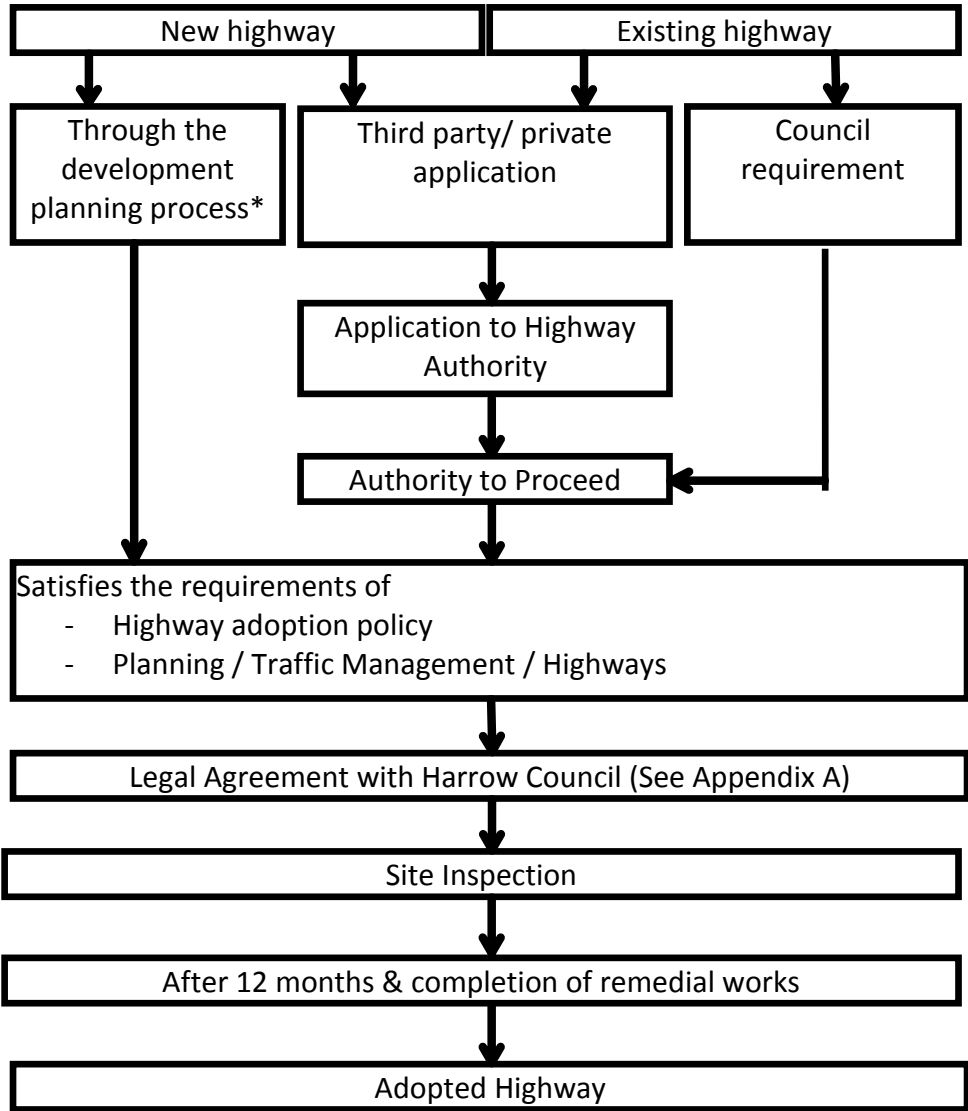 New highway
Existing highway
Through the
development
planning process*
Third party/ private
application
Council
requirement
Application to Highway
Authority
Authority to Proceed
Satisfies the requirements of
- Highway adoption policy
- Planning / Traffic Management / Highways
Legal Agreement with Harrow Council (See Appendix A)
Site Inspection
After 12 months & completion of remedial works
Adopted Highway